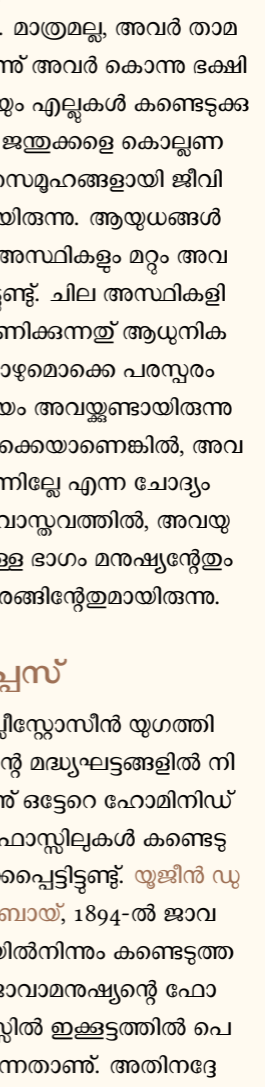 . മാത്രമല്ല, അവർ താമ
ന്ന് അവർ കൊന്നു ഭക്ഷി
യും എല്ലുകൾ കണ്ടെടുക്കു
ജന്തുക്കളെ കൊല്ലണ
സമൂഹങ്ങളായി ജീവി
യിരുന്നു. ആയുധങ്ങൾ
അസ്ഥികളും മറ്റും അവ
ട്ടുണ്ടു്. ചില അസ്ഥികളി
ണിക്കുന്നതു് ആധുനിക
ാഴുമൊക്കെ പരസ്പരം
യം അവയ്ക്കുണ്ടായിരുന്നു
ക്കെയാണെങ്കിൽ, അവ
ന്നില്ലേ എന്ന ചോദ്യം
വാസ്തവത്തിൽ, അവയു
ള്ള ഭാഗം മനുഷ്യന്റേതും
രങ്ങിന്റേതുമായിരുന്നു.
പ്പസ്
ലീസ്റ്റോസീൻ യുഗത്തി
ന്റെ മദ്ധ്യഘട്ടങ്ങളിൽ നി
ന്നു് ഒട്ടേറെ ഹോമിനിഡ്
ഫോസ്സിലുകൾ കണ്ടെടു
ക്കപ്പെട്ടിട്ടുണ്ടു്. യൂജീൻ ഡു
ബോയ്, 1894-ൽ ജാവ
യിൽനിന്നും കണ്ടെടുത്ത
ജാവാമനുഷ്യന്റെ ഫോ
സ്സിൽ ഇക്കൂട്ടത്തിൽ പെ
ന്നതാണു്. അതിനദ്ദേ